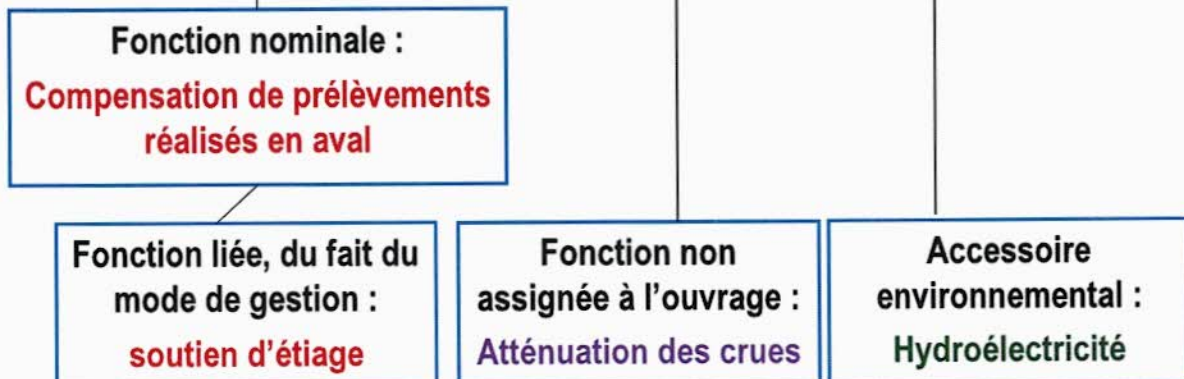 Fonction nominale :
Compensation de prélèvements
réalisés en aval
Fonction liée, du fait du
mode de gestion :
soutien d'étiage
Fonction non
assignée à l'ouvrage :
Atténuation des crues
Accessoire
environnemental :
Hydroélectricité